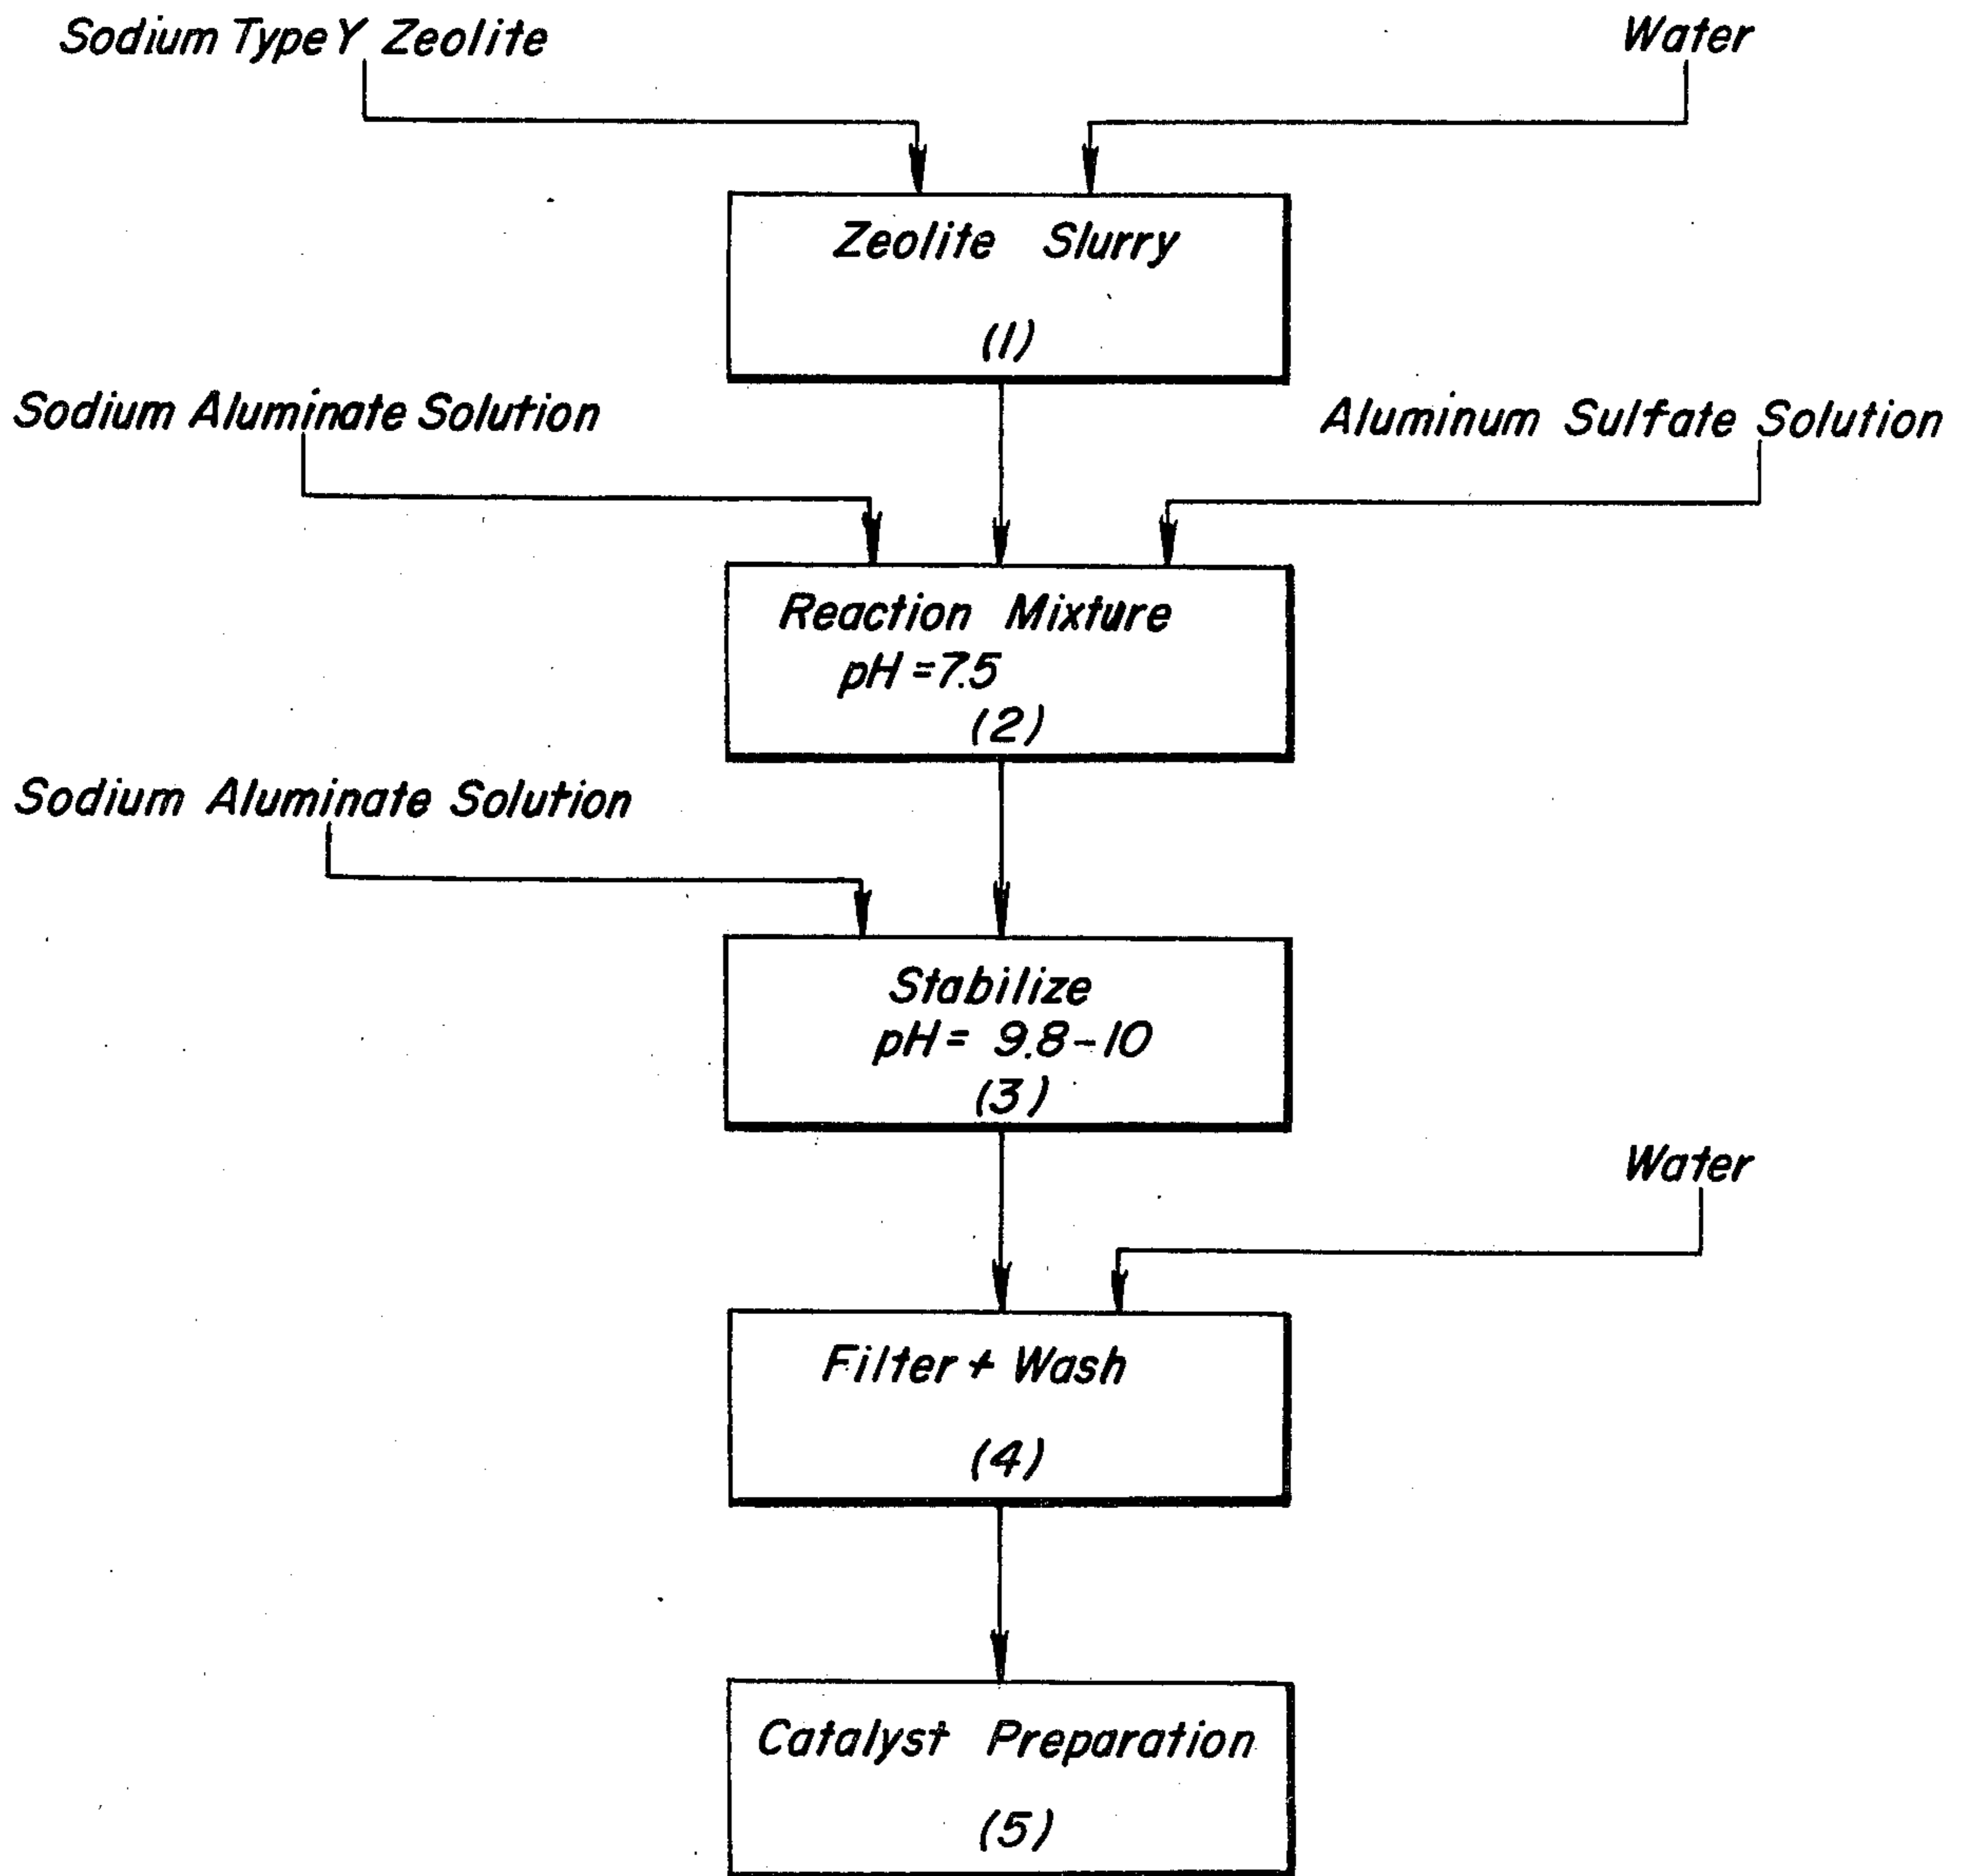 Sodium Type Y Zeolite
Water
Zeolite Slurry
(1)
Sodium Aluminate Solution
Aluminum Sulfate Solution
Reaction Mixture
pH =7.5
(2)
Sodium Aluminate Solution
Stabilize
pH= 9.8-10
(3)
Water
Filter + Wash
(4)
Catalyst Preparation
(5)